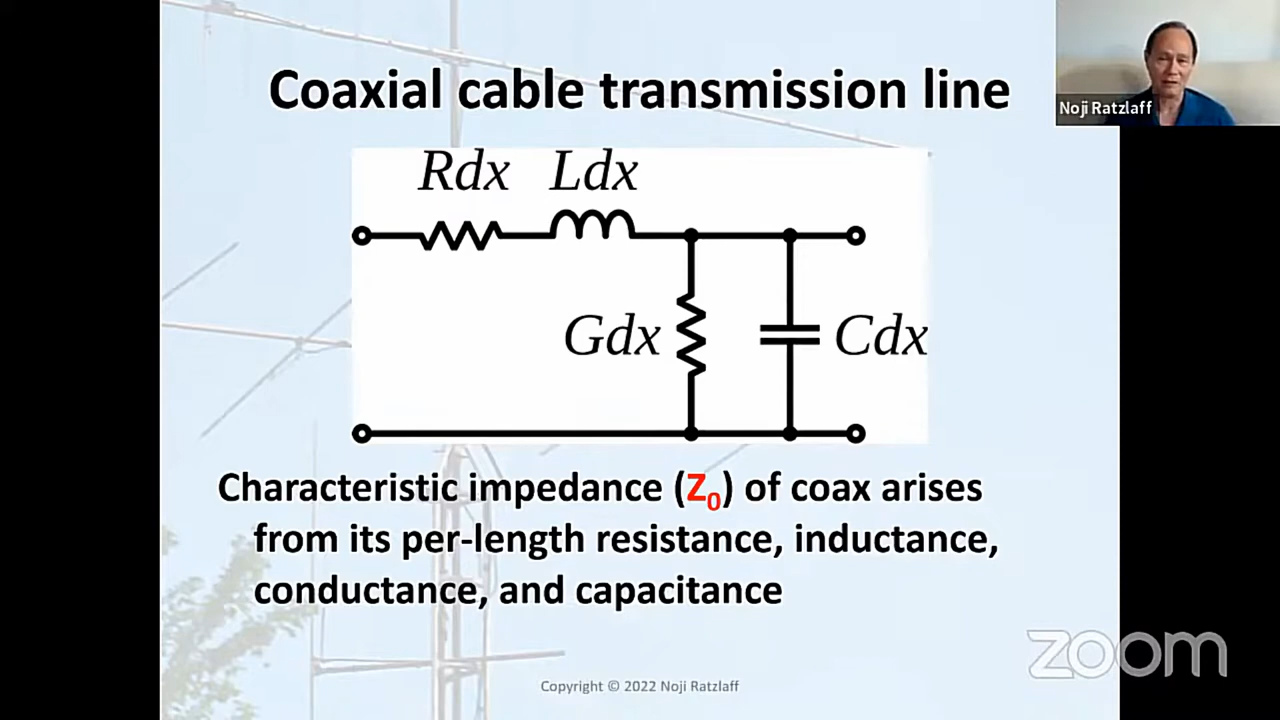 Coaxial cable transmission line
Noji Ratzlaff
Rdx Ldx
Gdx Cdx
Characteristic impedance (Z₀) of coax arises
from its per-length resistance, inductance,
conductance, and capacitance
zoom
Copyright © 2022 Noji Ratzlaff